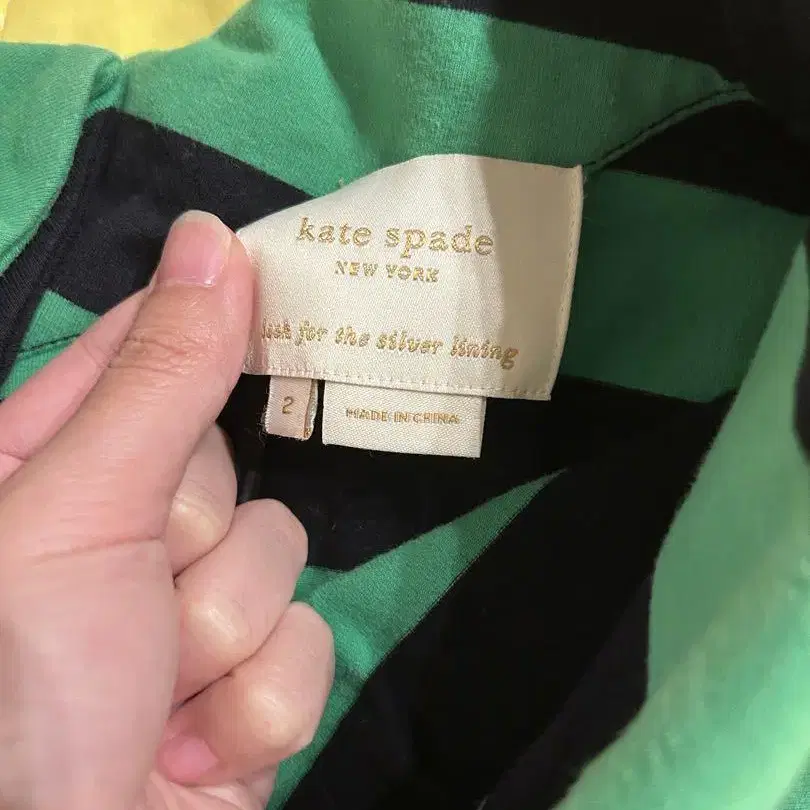 kate spade
NEW YORK
look for the silver lining
2
MADE IN CHINA